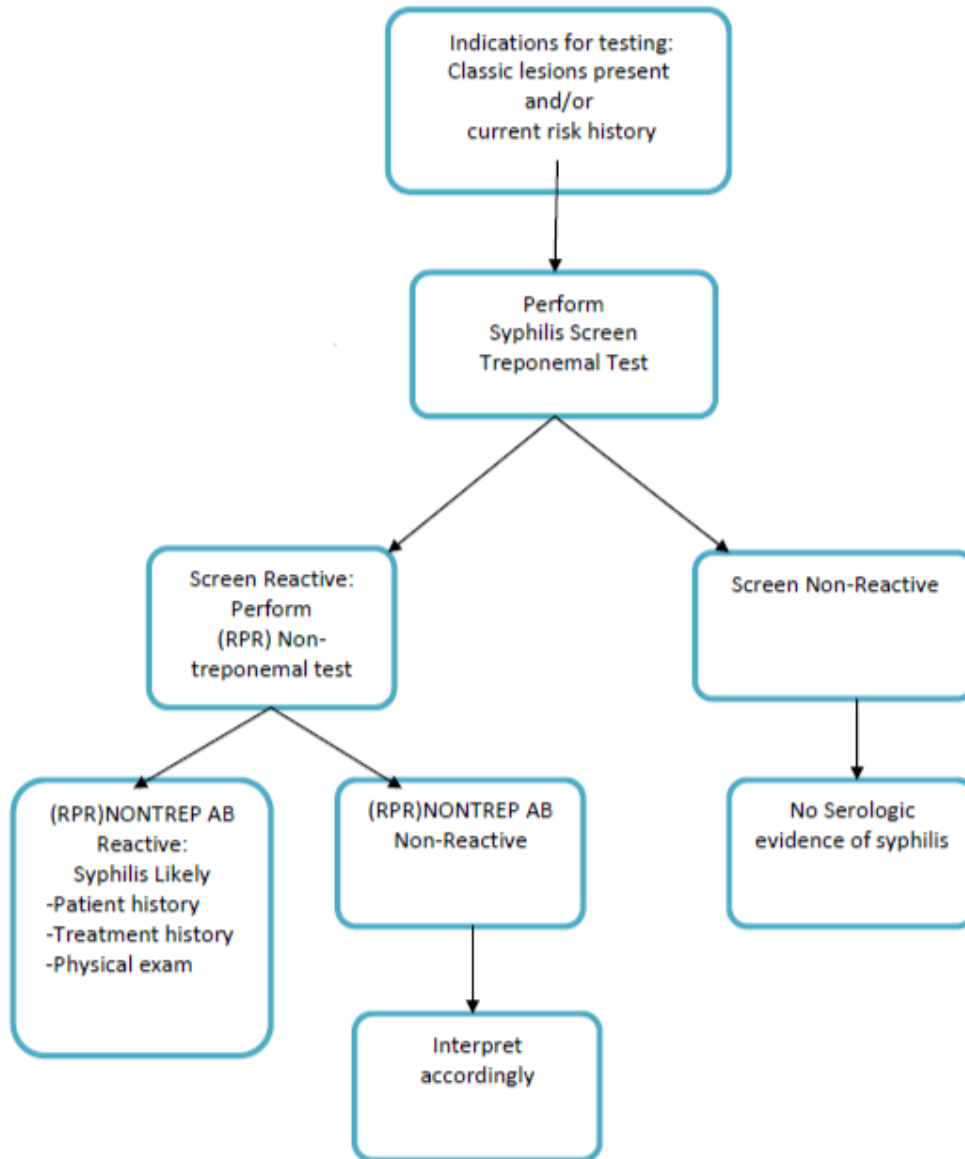 Indications for testing:
Classic lesions present
and/or
current risk history
Perform
Syphilis Screen
Treponemal Test
Screen Reactive:
Perform
(RPR) Non-
treponemal test
Screen Non-Reactive
(RPR)NONTREP AB
Reactive:
Syphilis Likely
-Patient history
-Treatment history
-Physical exam
(RPR)NONTREP AB
Non-Reactive
No Serologic
evidence of syphilis
Interpret
accordingly